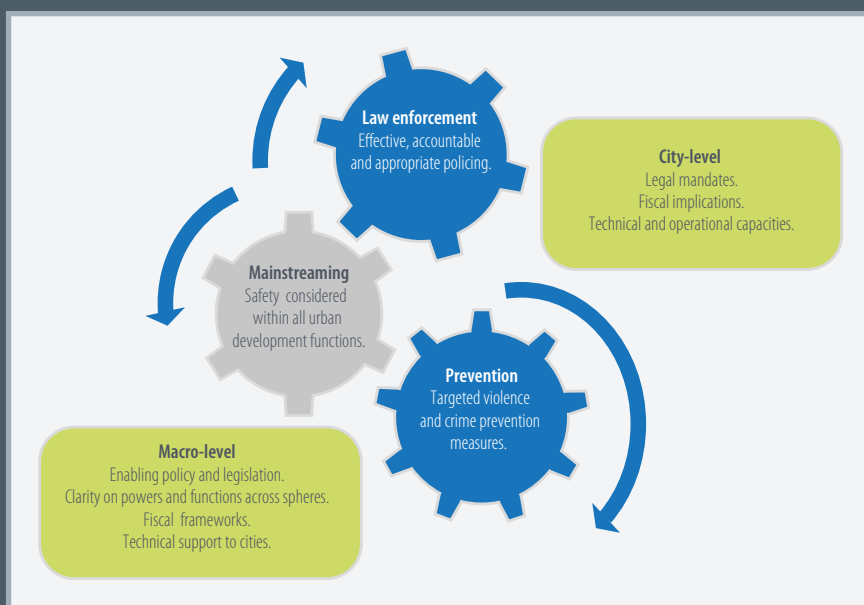 Law enforcement
Effective, accountable
and appropriate policing.
City-level
Legal mandates.
Fiscal implications.
Technical and operational capacities.
Mainstreaming
Safety considered
within all urban
development functions.
Prevention
Targeted violence
and crime prevention
measures.
Macro-level
Enabling policy and legislation.
Clarity on powers and functions across spheres.
Fiscal frameworks.
Technical support to cities.